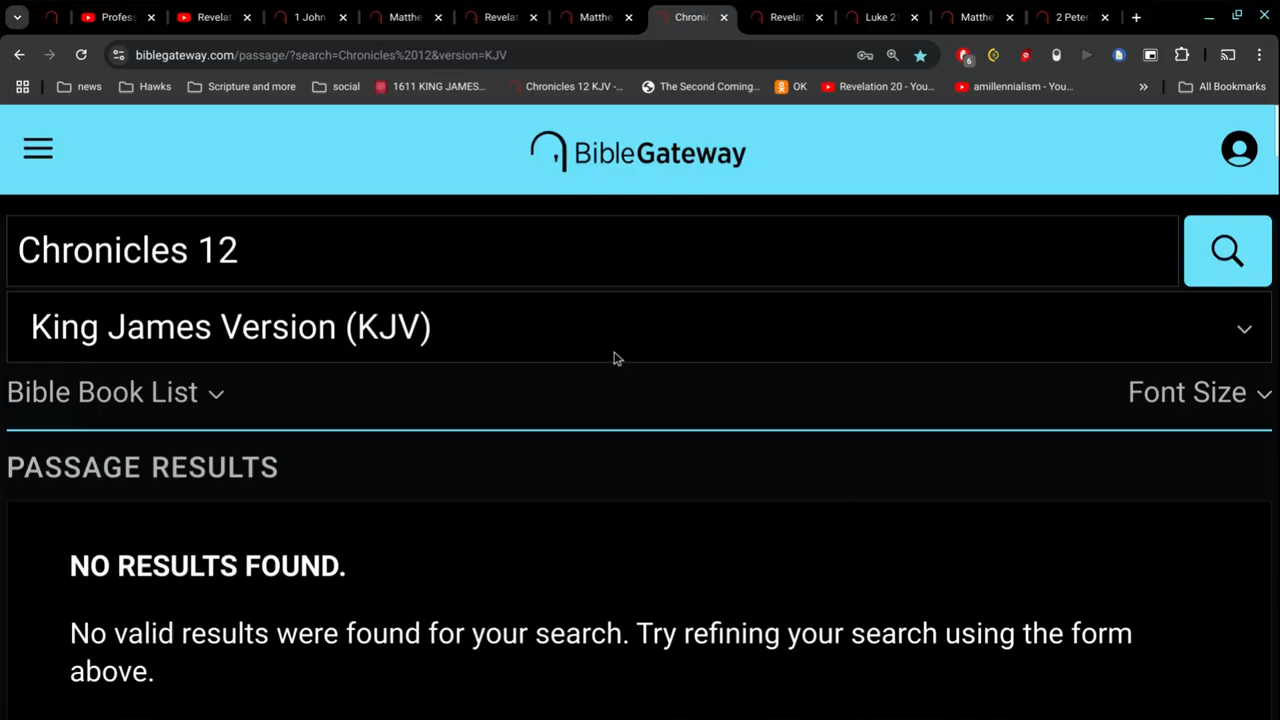 Profess
Revelat
1 John
Matthe
Revelat
Matthe
Chronic
Revelat
Luke 21
Matthe
2 Peter
biblegateway.com/passage/?search=Chronicles%2012&version=KJV
6
news
Hawks
Scripture and more
social
1611 KING JAMES...
Chronicles 12 KJV -...
The Second Coming...
OK
Revelation 20 - You...
amillennialism - You...
All Bookmarks
BibleGateway
Chronicles 12
King James Version (KJV)
Bible Book List
Font Size
PASSAGE RESULTS
NO RESULTS FOUND.
No valid results were found for your search. Try refining your search using the form
above.